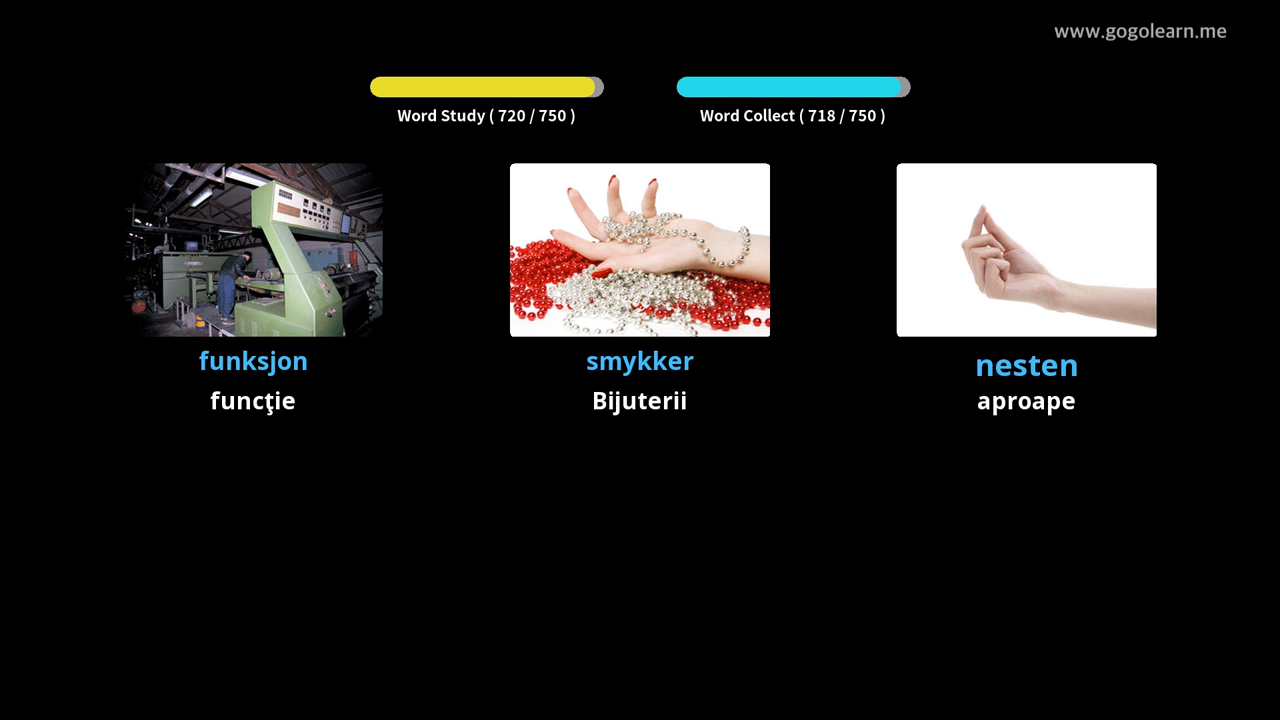 www.gogolearn.me
Word Study ( 720 / 750 )
Word Collect ( 718 / 750 )
funksjon
funcţie
smykker
Bijuterii
nesten
aproape